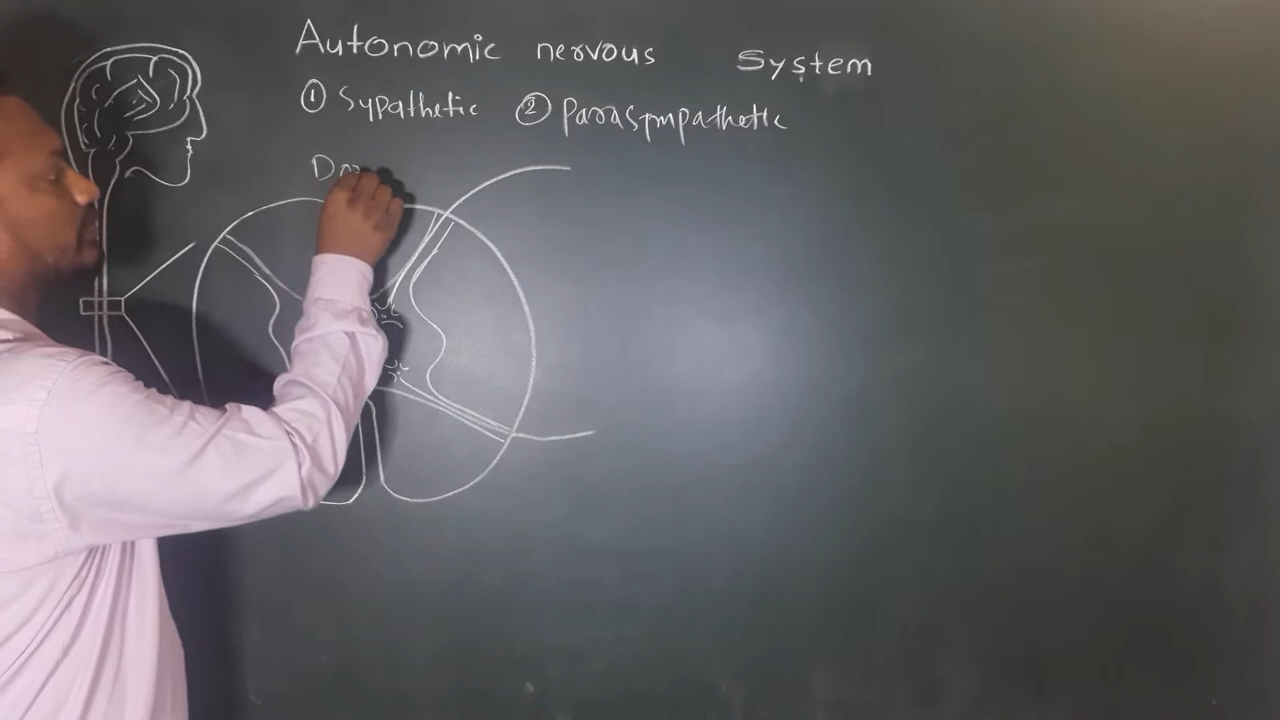 Autonomic nervous System
① Sypathetic ② Parasympathetic